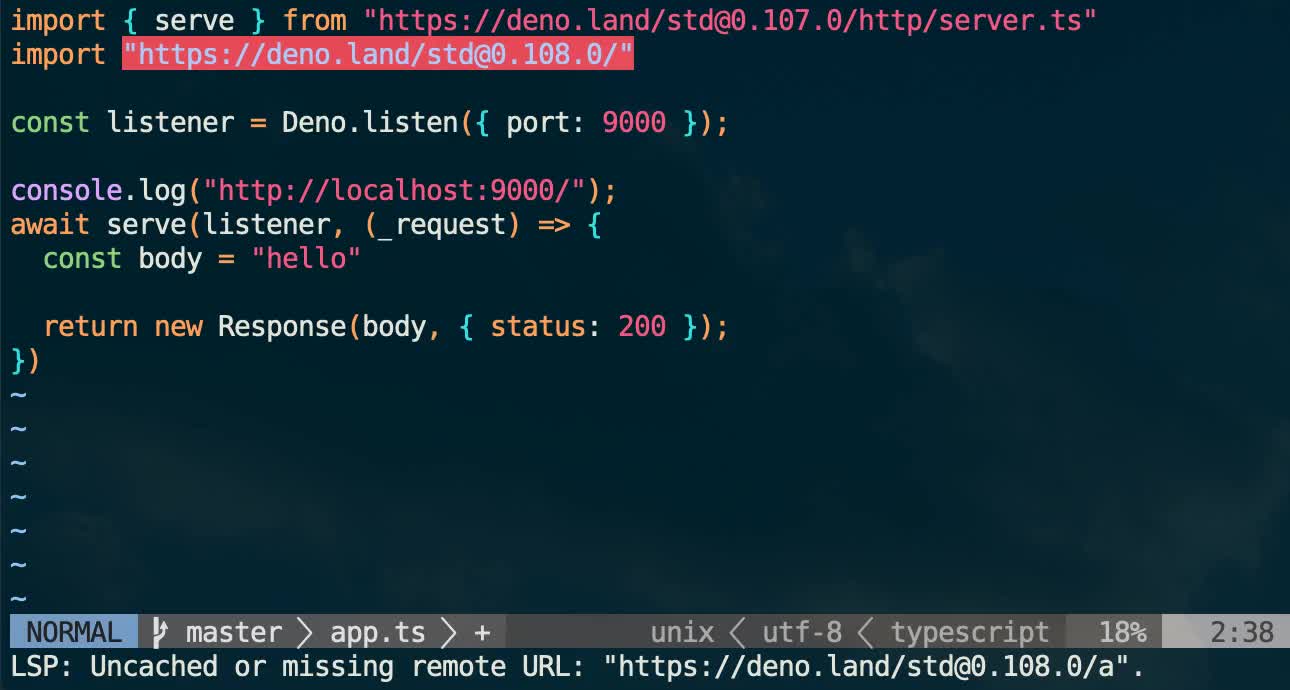 import { serve } from "https://deno.land/std@0.107.0/http/server.ts"
import "https://deno.land/std@0.108.0/"
const listener = Deno.listen({ port: 9000 });
console.log("http://localhost:9000/");
await serve(listener, (_request) => {
  const body = "hello"
  return new Response(body, { status: 200 });
})
~
~
~
~
~
~
~
NORMAL master app.ts + unix utf-8 typescript 18% 2:38
LSP: Uncached or missing remote URL: "https://deno.land/std@0.108.0/a".